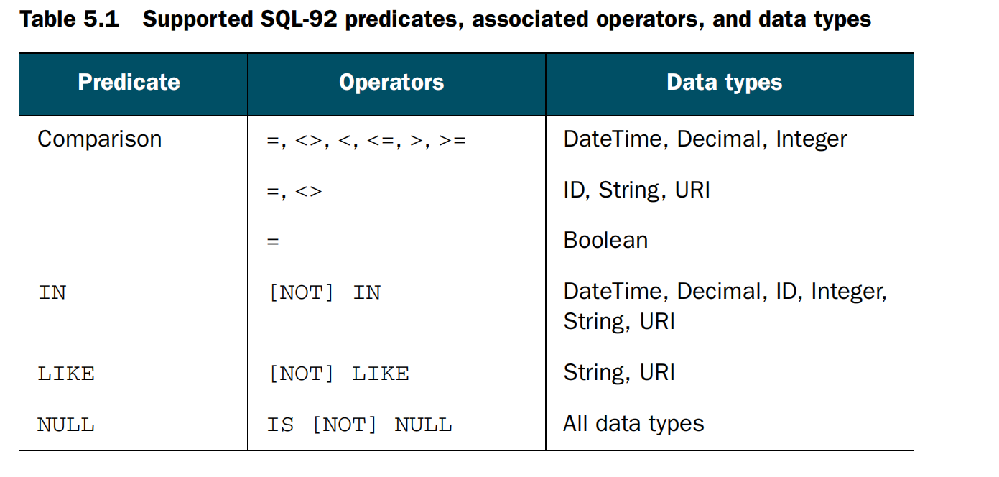 Table 5.1 Supported SQL-92 predicates, associated operators, and data types
Predicate Operators Data types
Comparison =, <>, <, <=, >, >= DateTime, Decimal, Integer
=, <> ID, String, URI
= Boolean
IN [NOT] IN DateTime, Decimal, ID, Integer,
String, URI
LIKE [NOT] LIKE String, URI
NULL IS [NOT] NULL All data types